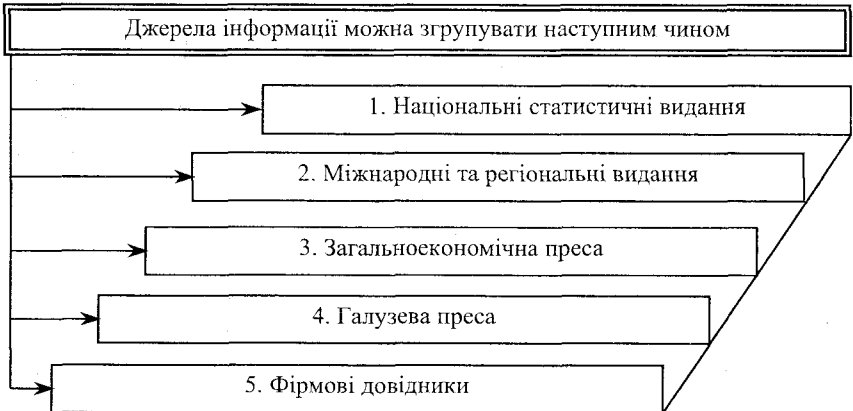 Джерела інформації можна згрупувати наступним чином
1. Національні статистичні видання
2. Міжнародні та регіональні видання
3. Загальноекономічна преса
4. Галузева преса
5. Фірмові довідники